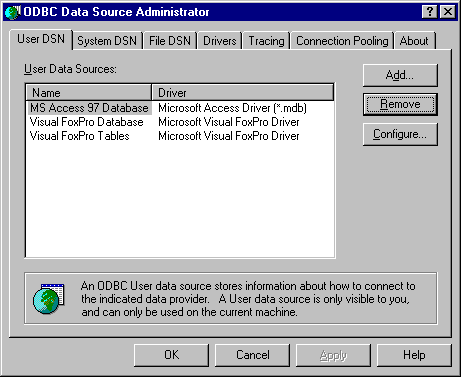 ODBC Data Source Administrator
User DSN System DSN File DSN Drivers Tracing Connection Pooling About
User Data Sources:
Name Driver
MS Access 97 Database Microsoft Access Driver (*.mdb)
Visual FoxPro Database Microsoft Visual FoxPro Driver
Visual FoxPro Tables Microsoft Visual FoxPro Driver
Add...
Remove
Configure...
An ODBC User data source stores information about how to connect to
the indicated data provider. A User data source is only visible to you,
and can only be used on the current machine.
OK Cancel Apply Help